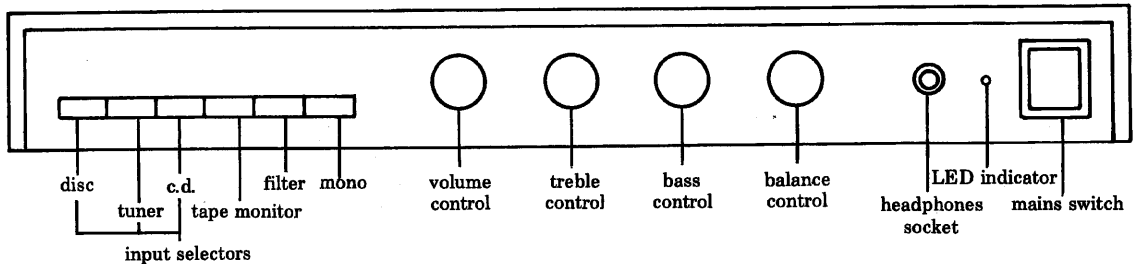 disc
tuner
c.d.
tape monitor
filter
mono
input selectors
volume
control
treble
control
bass
control
balance
control
headphones
socket
LED indicator
mains switch